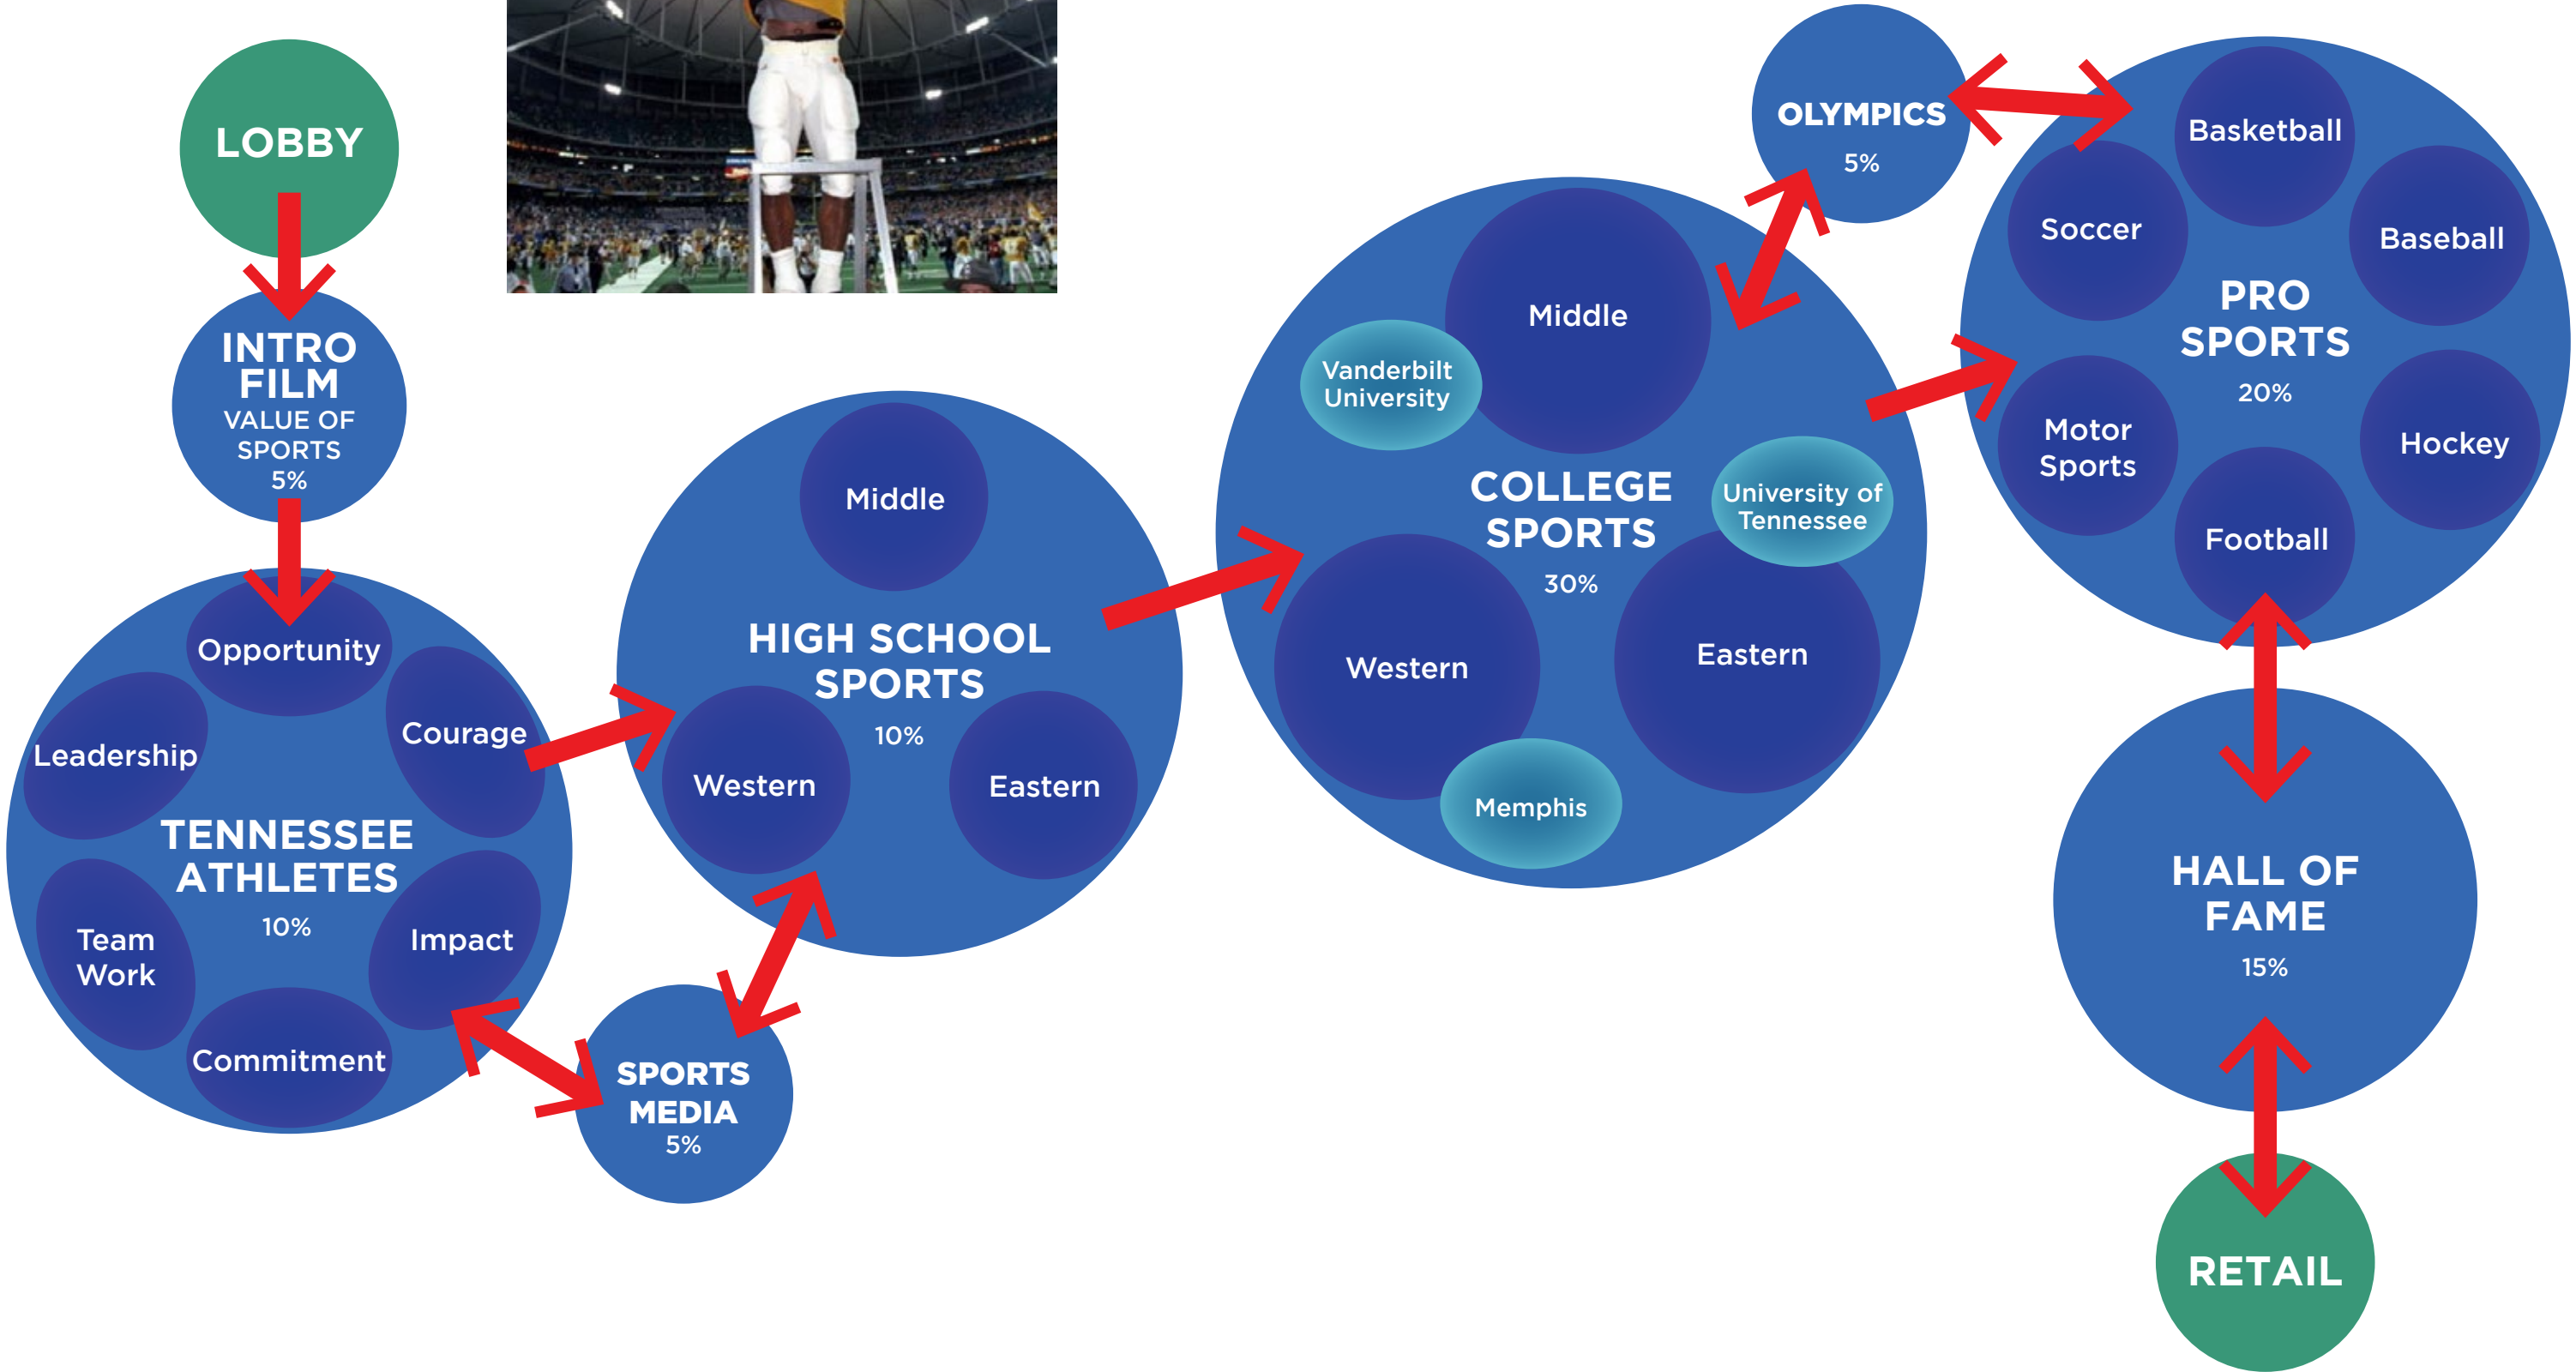 LOBBY
INTRO
FILM
VALUE OF
SPORTS
5%
Opportunity
Leadership
Courage
TENNESSEE
ATHLETES
10%
Team
Work
Impact
Commitment
SPORTS
MEDIA
5%
Middle
HIGH SCHOOL
SPORTS
10%
Western
Eastern
Middle
Vanderbilt
University
COLLEGE
SPORTS
30%
University of
Tennessee
Western
Eastern
Memphis
OLYMPICS
5%
Basketball
Soccer
Baseball
PRO
SPORTS
20%
Motor
Sports
Hockey
Football
HALL OF
FAME
15%
RETAIL